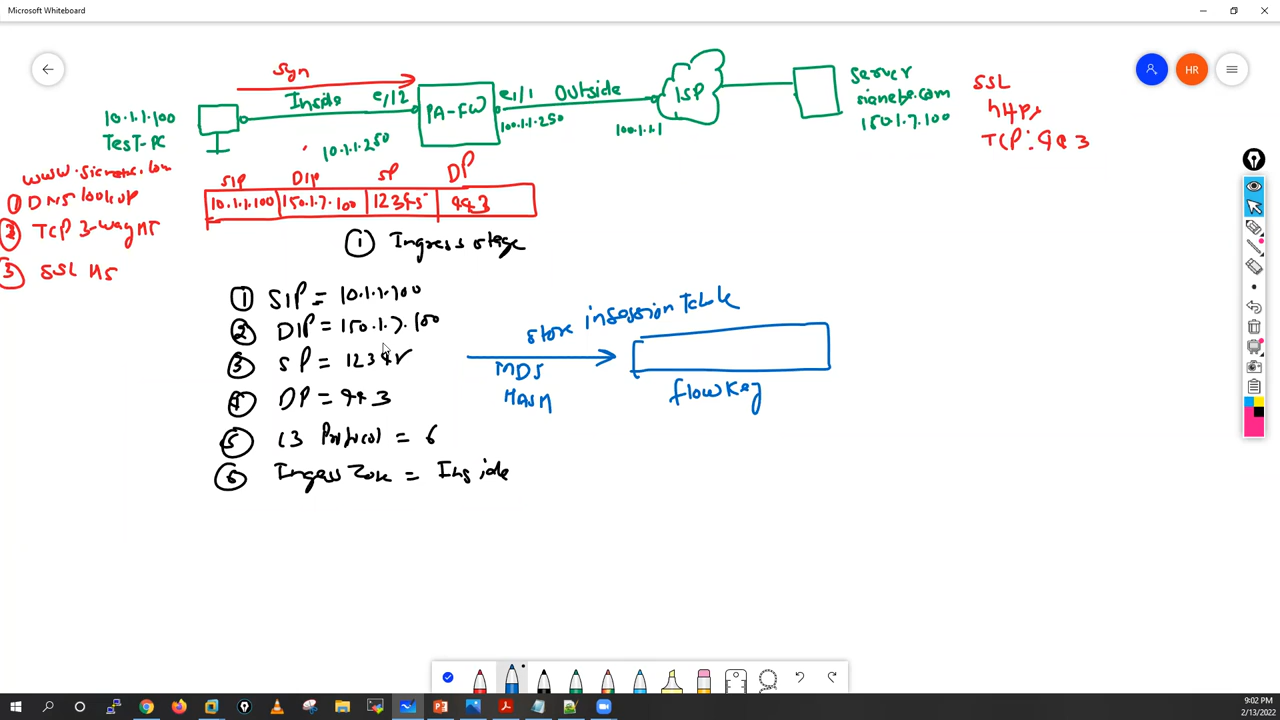 Microsoft Whiteboard
Syn
Inside
e1/2
PA-FW
e1/1
Outside
ISP
Server
sianets.com
150.1.7.100
SSL
https
TCP:443
HR
10.1.1.100
TesT-PC
10.1.1.250
100.1.1.250
100.1.1.1
www.sianets.com
① DNS lookup
② TCP 3-way HS
③ SSL HS
SIP DIP SP DP
10.1.1.100 150.1.7.100 12345 443
① Ingress stage
① SIP = 10.1.1.100
② DIP = 150.1.7.100
③ SP = 12345
④ DP = 443
⑤ L3 Protocol = 6
⑥ Ingress Zone = Inside
store in session Table
MD5
HASH
flow key
9:02 PM
2/13/2022